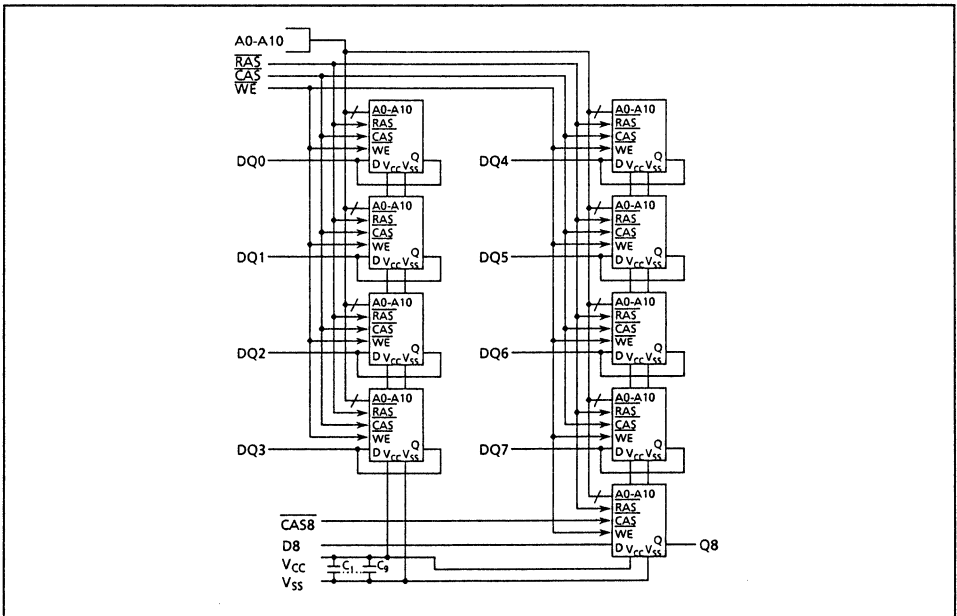 A0-A10
RAS
CAS
WE
A0-A10
RAS
CAS
WE
D VCC VSS Q
DQ0
A0-A10
RAS
CAS
WE
D VCC VSS Q
DQ1
A0-A10
RAS
CAS
WE
D VCC VSS Q
DQ2
A0-A10
RAS
CAS
WE
D VCC VSS Q
DQ3
A0-A10
RAS
CAS
WE
D VCC VSS Q
DQ4
A0-A10
RAS
CAS
WE
D VCC VSS Q
DQ5
A0-A10
RAS
CAS
WE
D VCC VSS Q
DQ6
A0-A10
RAS
CAS
WE
D VCC VSS Q
DQ7
A0-A10
RAS
CAS
WE
D VCC VSS Q
CAS8
D8
Q8
VCC
C1...C9
VSS